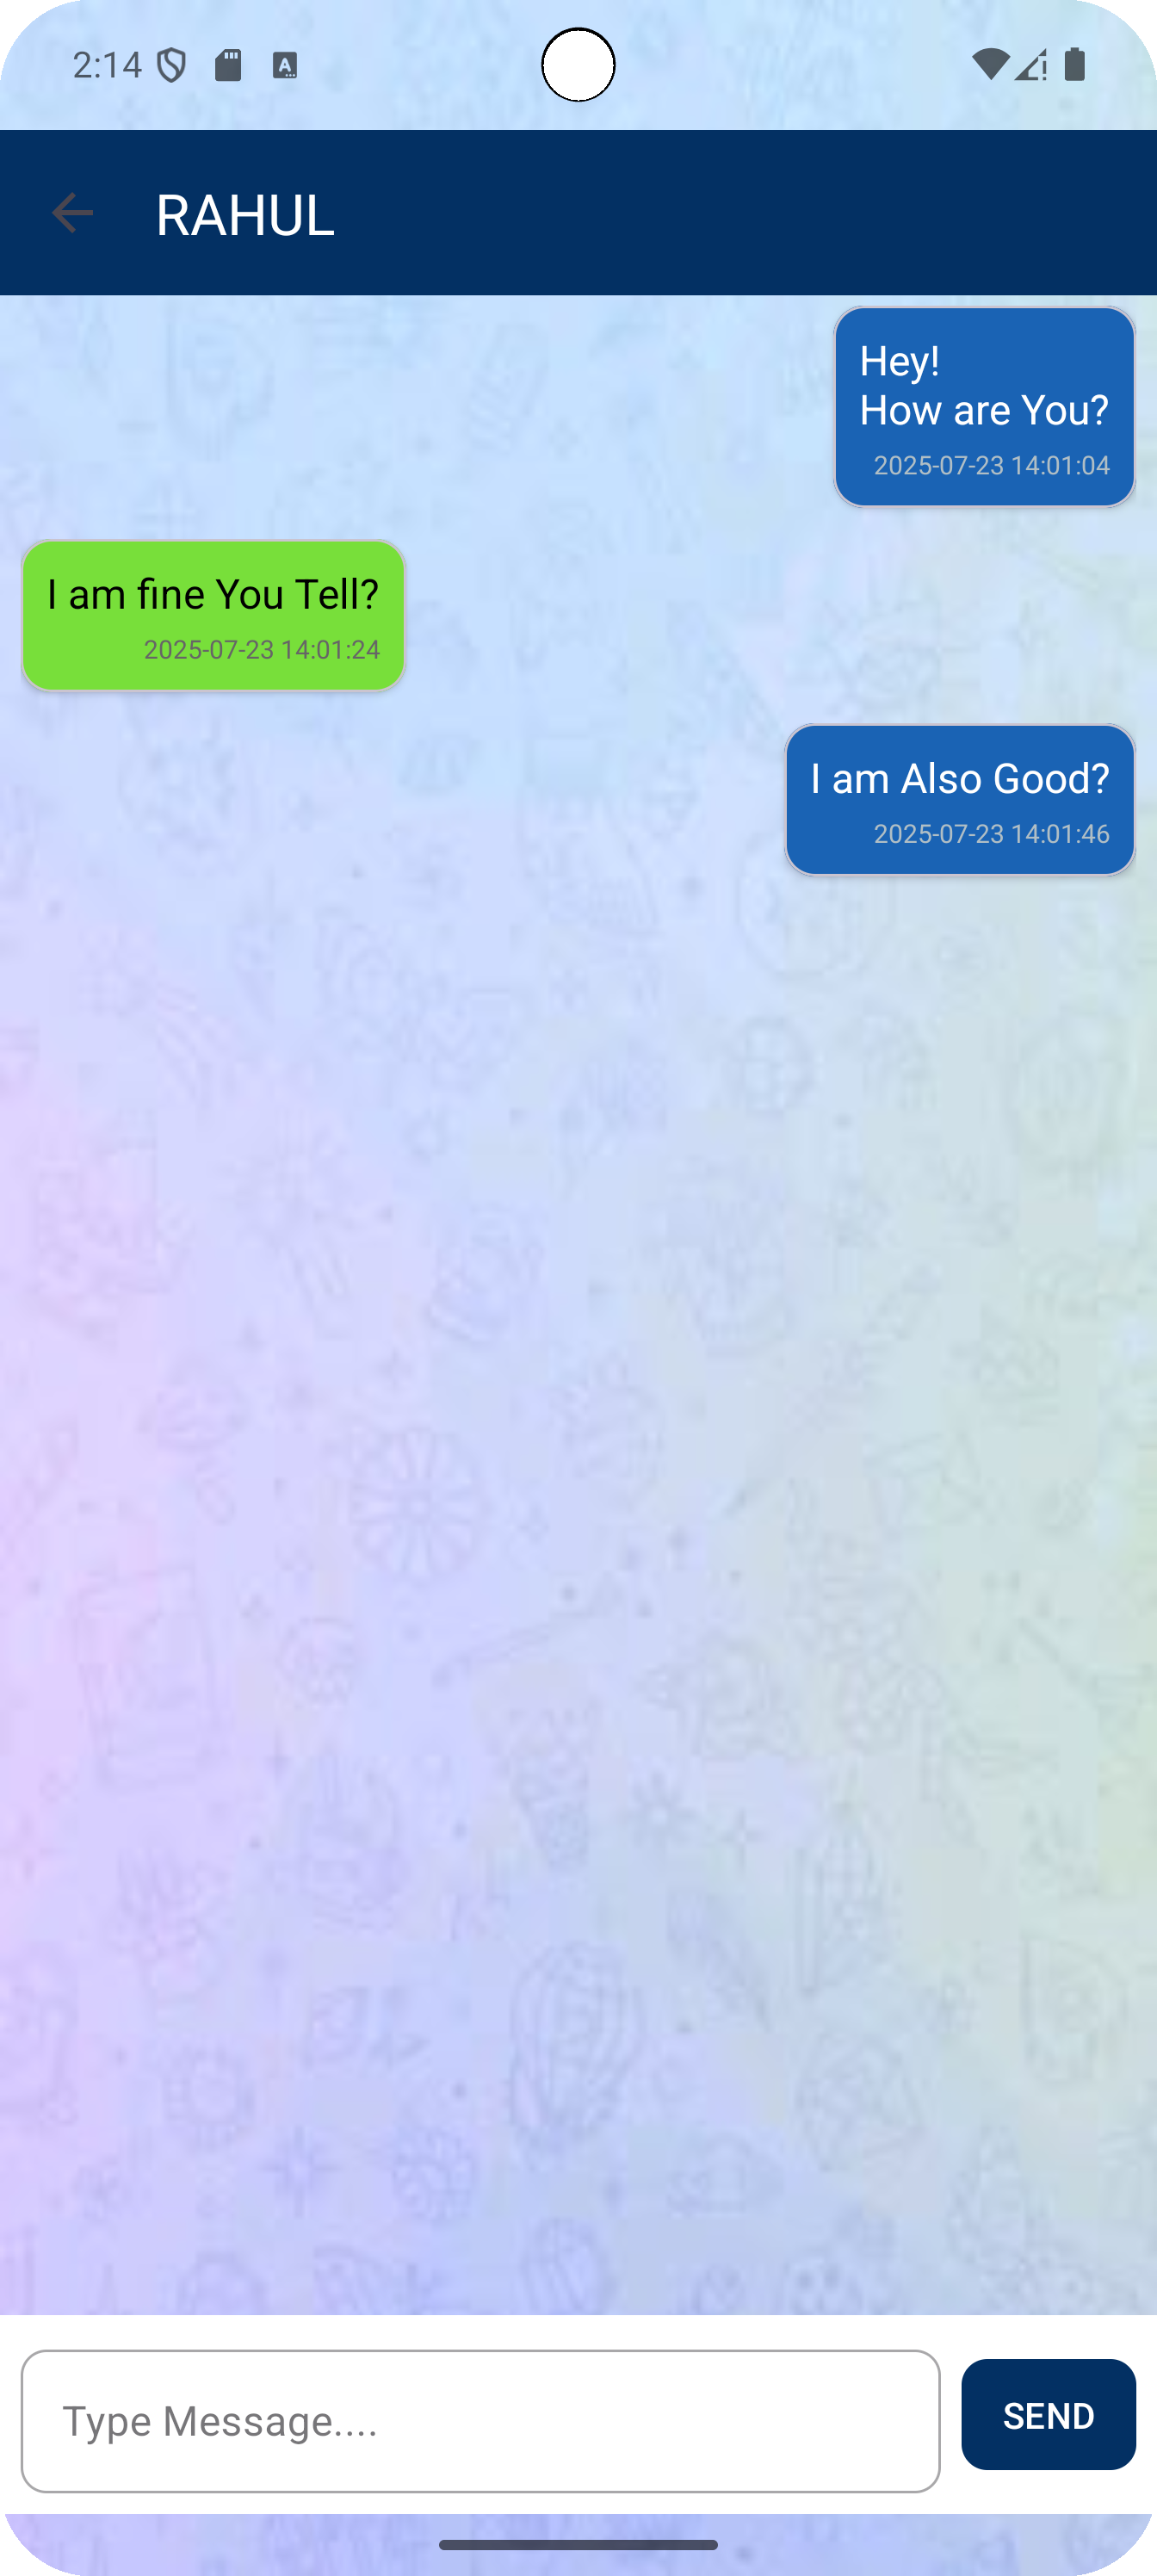 2:14
RAHUL
Hey!
How are You?
2025-07-23 14:01:04
I am fine You Tell?
2025-07-23 14:01:24
I am Also Good?
2025-07-23 14:01:46
Type Message....
SEND